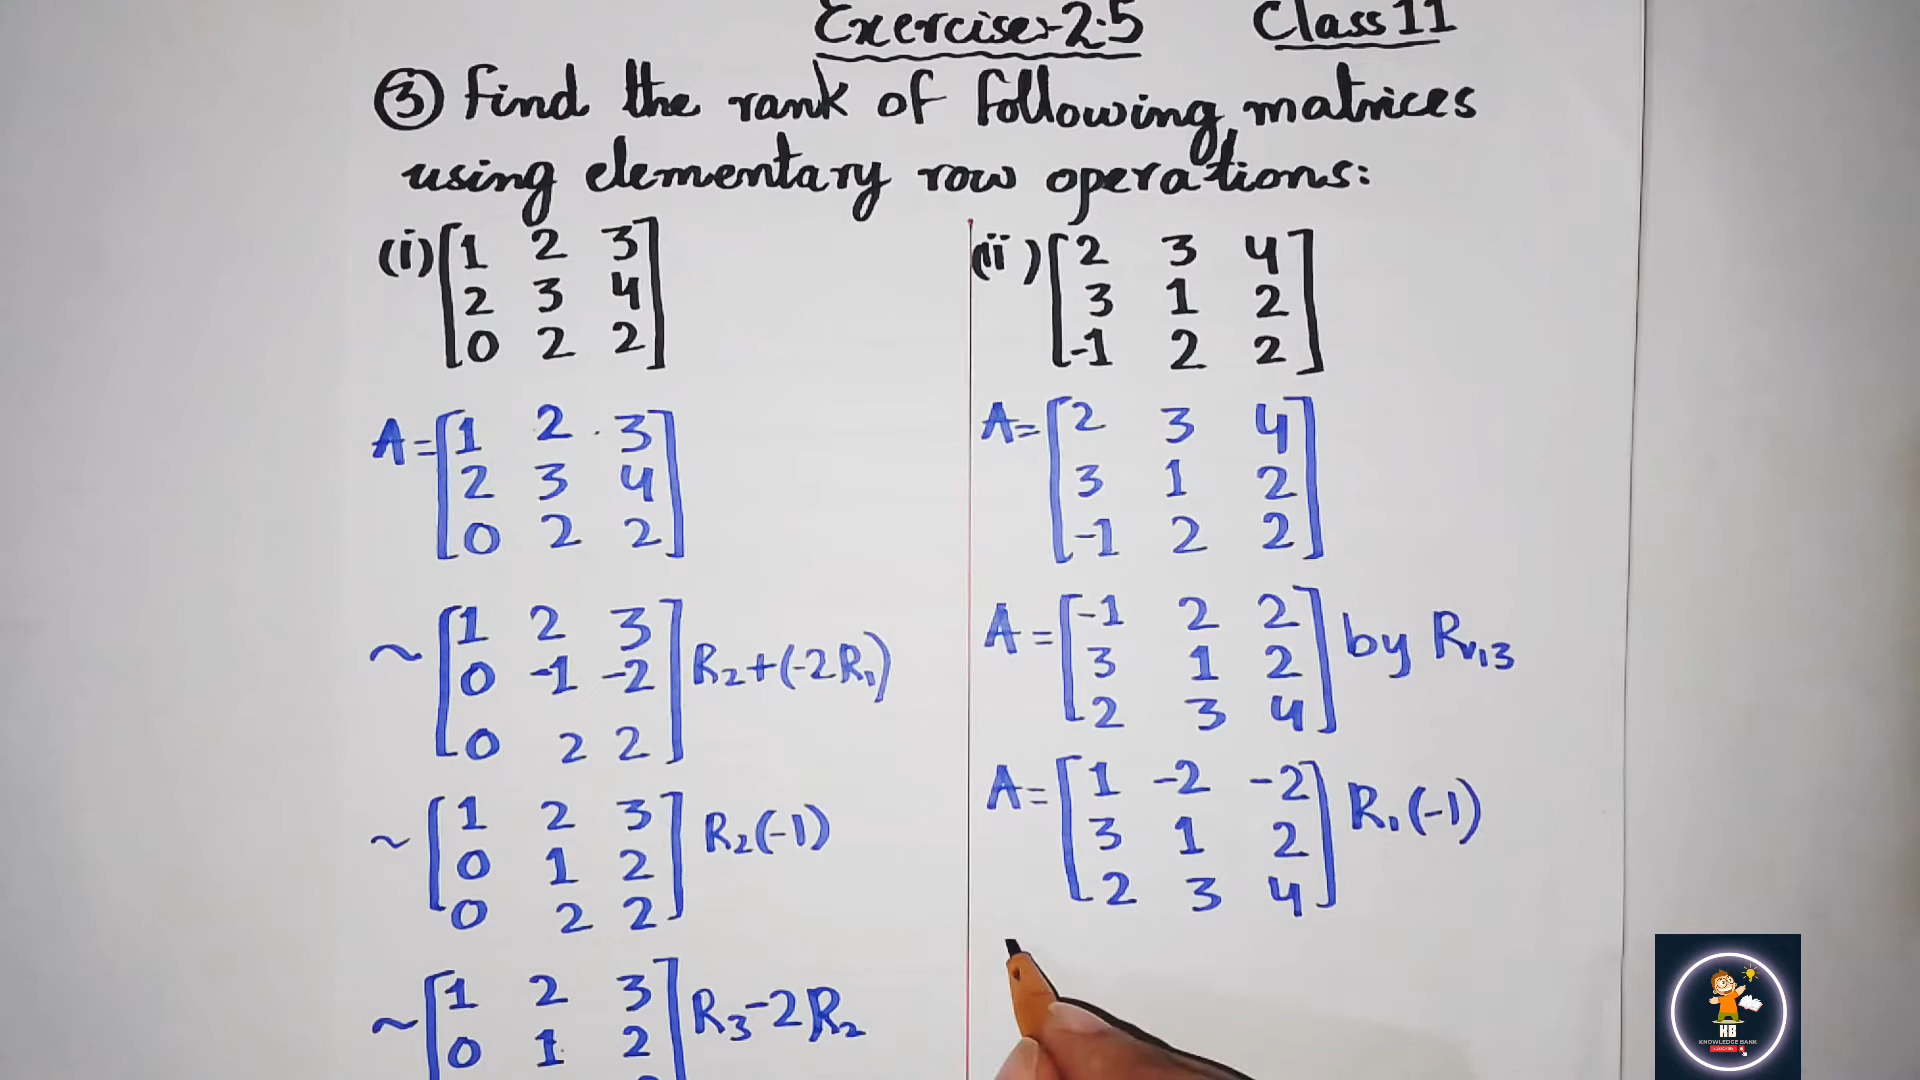 Exercise:-2.5 Class 11
③ Find the rank of following matrices
using elementary row operations:
(i) [1 2 3
2 3 4
0 2 2]
A = [1 2 3
2 3 4
0 2 2]
~ [1 2 3
0 -1 -2
0 2 2] R₂+(-2R₁)
~ [1 2 3
0 1 2
0 2 2] R₂(-1)
~ [1 2 3
0 1 2
R₃-2R₂
(ii) [2 3 4
3 1 2
-1 2 2]
A = [2 3 4
3 1 2
-1 2 2]
A = [-1 2 2
3 1 2
2 3 4] by R₁,₃
A = [1 -2 -2
3 1 2
2 3 4] R₁(-1)
KB
KNOWLEDGE BANK